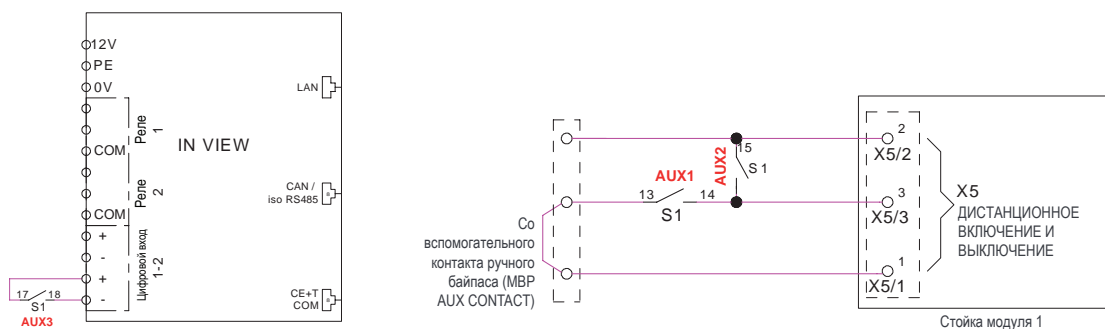 12V
PE
0V
Реле
1
COM
Реле
2
COM
+
-
Цифровой вход
1-2
+
-
17
18
S1
AUX3
IN VIEW
LAN
CAN /
iso RS485
CE+T
COM
AUX1
13
14
S1
AUX2
15
S1
Со
вспомогательного
контакта ручного
байпаса (MBP
AUX CONTACT)
2
X5/2
3
X5/3
1
X5/1
X5
ДИСТАНЦИОННОЕ
ВКЛЮЧЕНИЕ И
ВЫКЛЮЧЕНИЕ
Стойка модуля 1